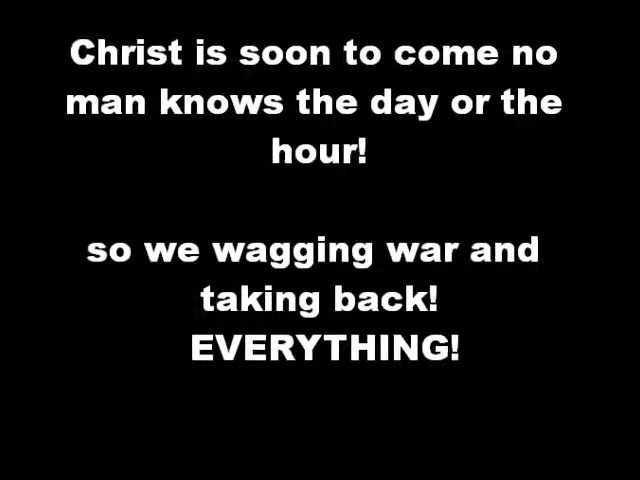 Christ is soon to come no
man knows the day or the
hour!
so we wagging war and
taking back!
EVERYTHING!